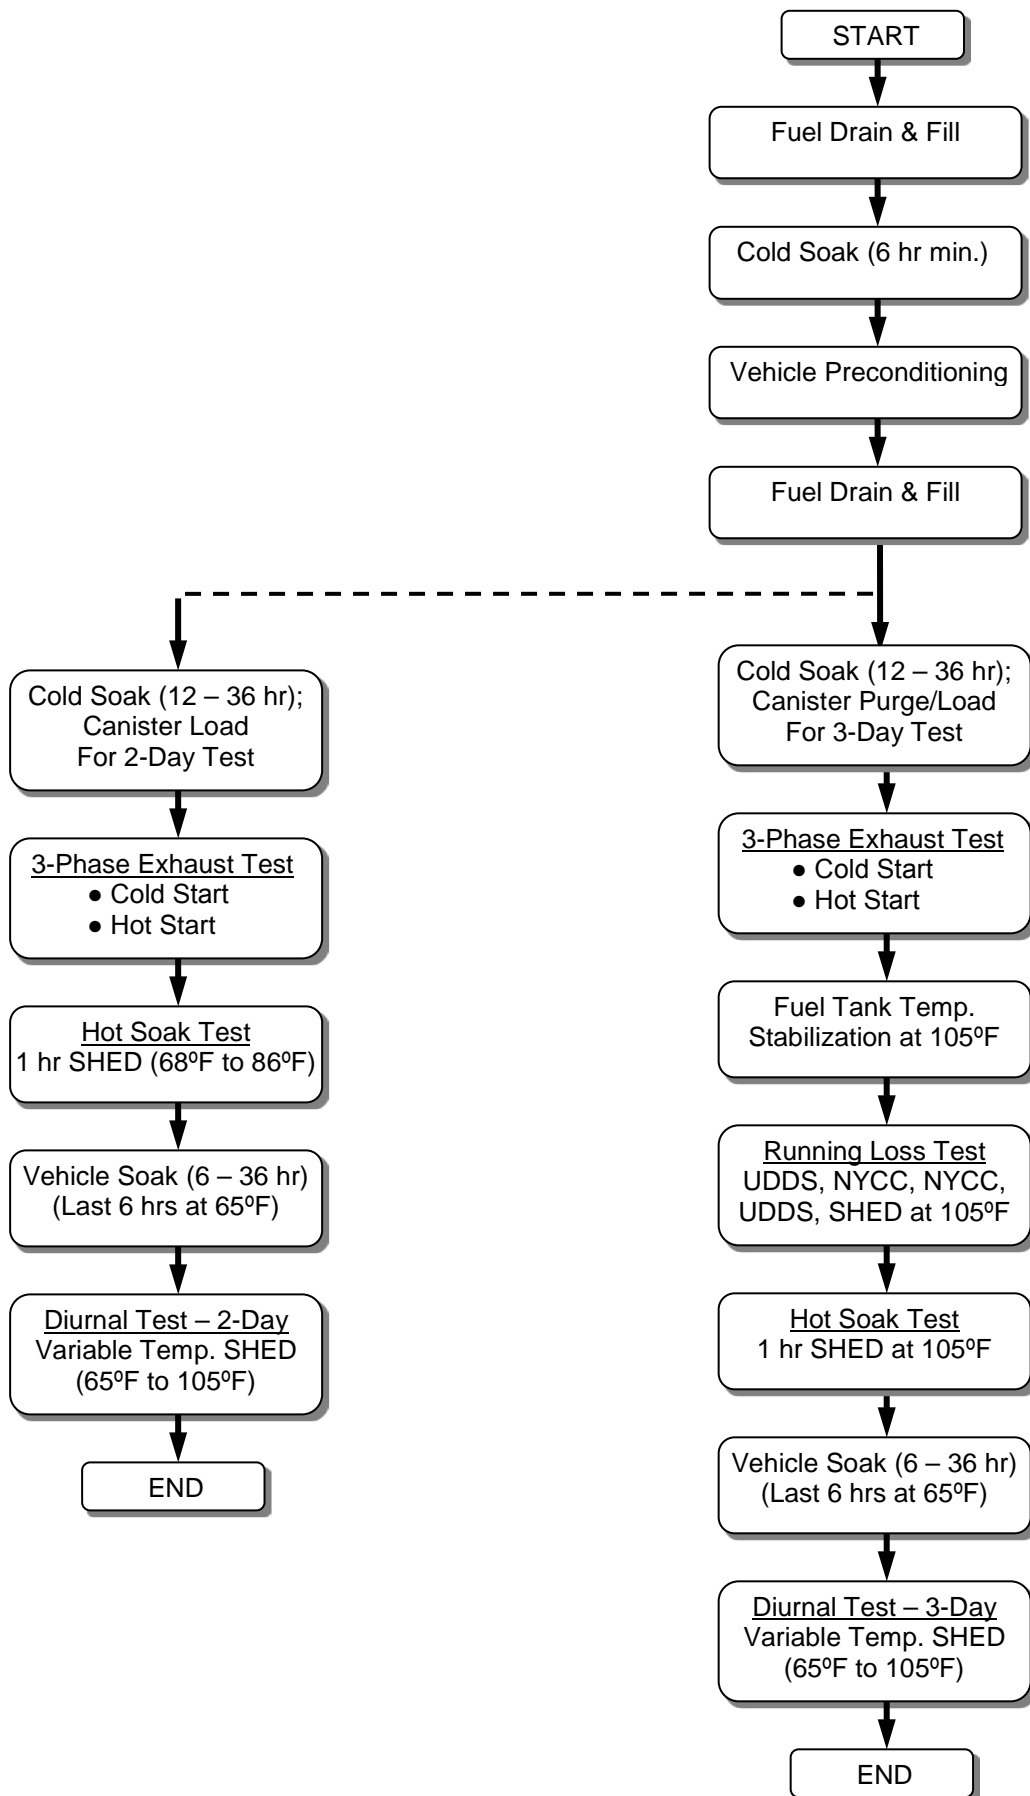 START
Fuel Drain & Fill
Cold Soak (6 hr min.)
Vehicle Preconditioning
Fuel Drain & Fill
Cold Soak (12 – 36 hr);
Canister Load
For 2-Day Test
3-Phase Exhaust Test
● Cold Start
● Hot Start
Hot Soak Test
1 hr SHED (68ºF to 86ºF)
Vehicle Soak (6 – 36 hr)
(Last 6 hrs at 65ºF)
Diurnal Test – 2-Day
Variable Temp. SHED
(65ºF to 105ºF)
END
Cold Soak (12 – 36 hr);
Canister Purge/Load
For 3-Day Test
3-Phase Exhaust Test
● Cold Start
● Hot Start
Fuel Tank Temp.
Stabilization at 105ºF
Running Loss Test
UDDS, NYCC, NYCC,
UDDS, SHED at 105ºF
Hot Soak Test
1 hr SHED at 105ºF
Vehicle Soak (6 – 36 hr)
(Last 6 hrs at 65ºF)
Diurnal Test – 3-Day
Variable Temp. SHED
(65ºF to 105ºF)
END